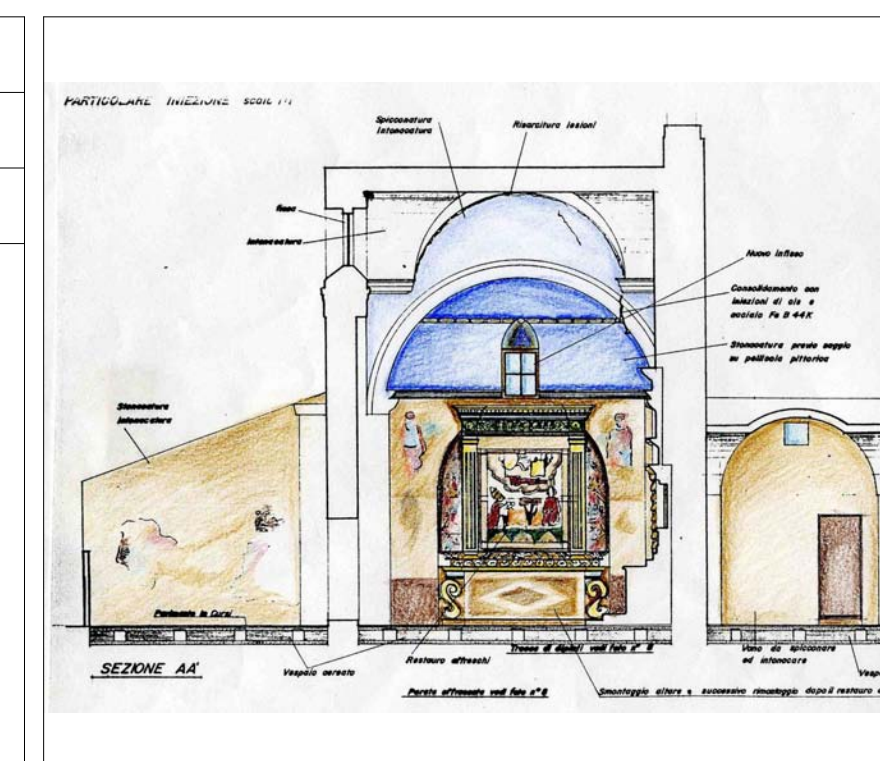 PARTICOLARE INIEZIONE scala 1:1
Spicconatura
Intonacatura
Risarcitura lesioni
fissa
Intonacatura
Nuovo infisso
Consolidamento con
iniezioni di cls e
acciaio Fe B 44K
Stonacatura previo saggio
su pellicola pittorica
Stonacatura
Intonacatura
Pavimento in Cursi
SEZIONE AA'
Vespaio aereato
Restauro affreschi
Tracce di dipinti vedi foto n° 8
Parete affrescata vedi foto n° 8
Vano da spicconare
ed intonacare
Smontaggio altare e successivo rimontaggio dopo il restauro